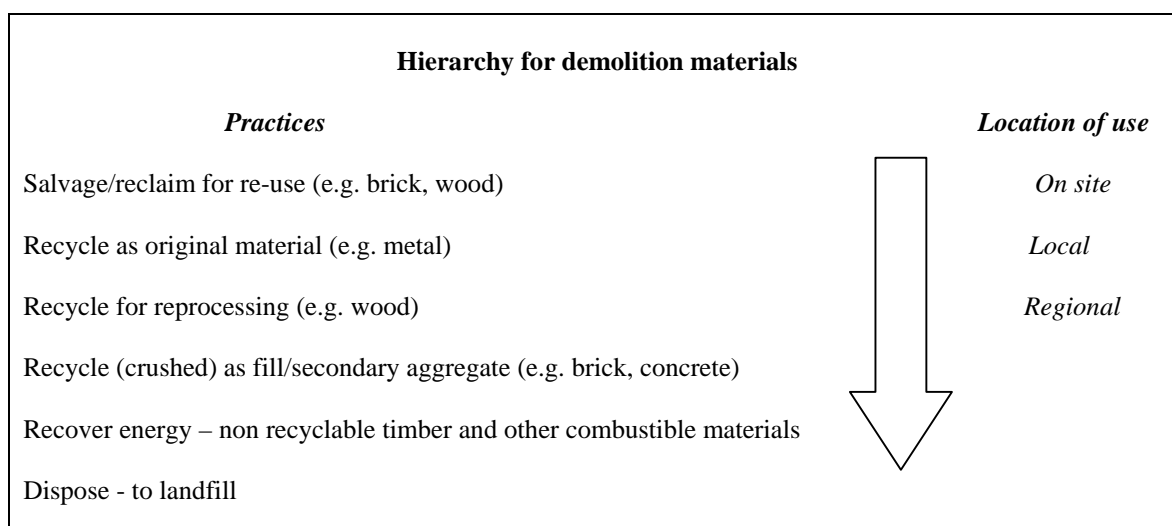 Hierarchy for demolition materials
Practices Location of use
Salvage/reclaim for re-use (e.g. brick, wood) On site
Recycle as original material (e.g. metal) Local
Recycle for reprocessing (e.g. wood) Regional
Recycle (crushed) as fill/secondary aggregate (e.g. brick, concrete)
Recover energy – non recyclable timber and other combustible materials
Dispose - to landfill